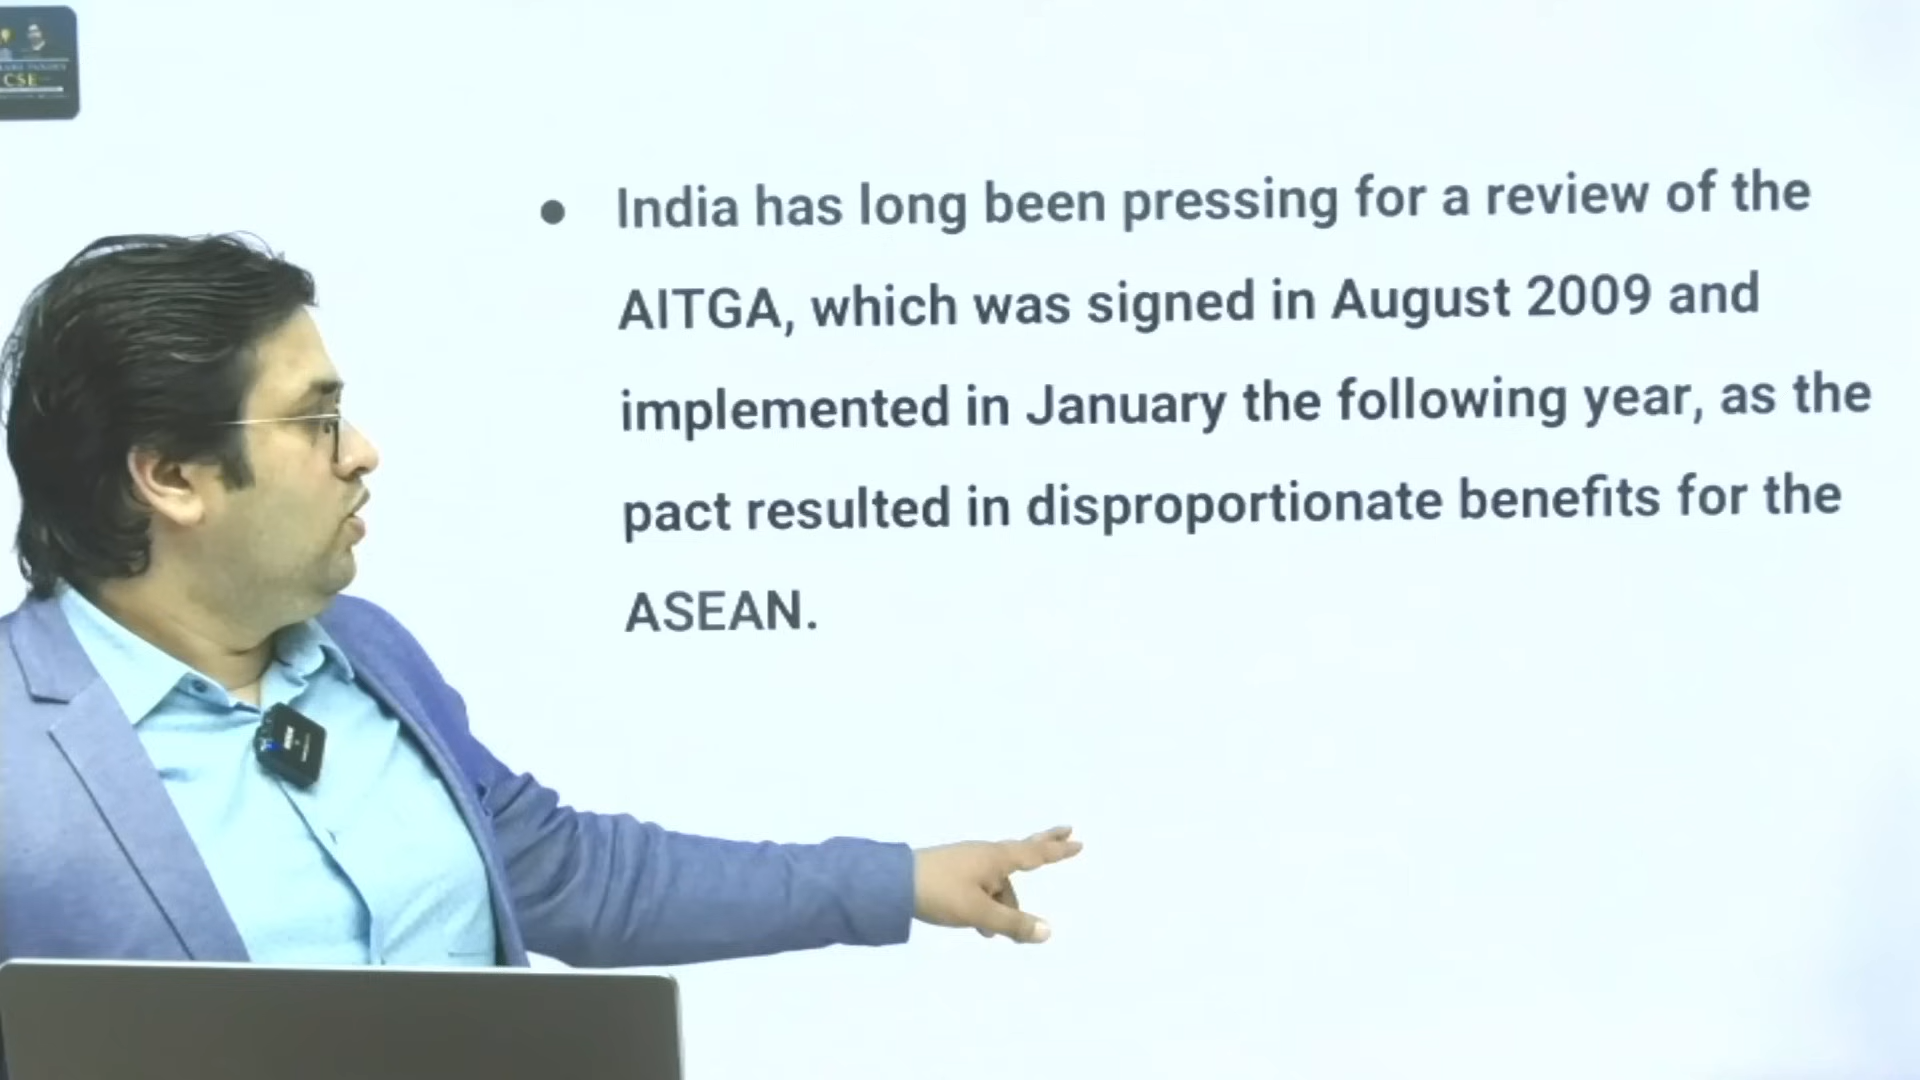 CSE
● India has long been pressing for a review of the
AITGA, which was signed in August 2009 and
implemented in January the following year, as the
pact resulted in disproportionate benefits for the
ASEAN.